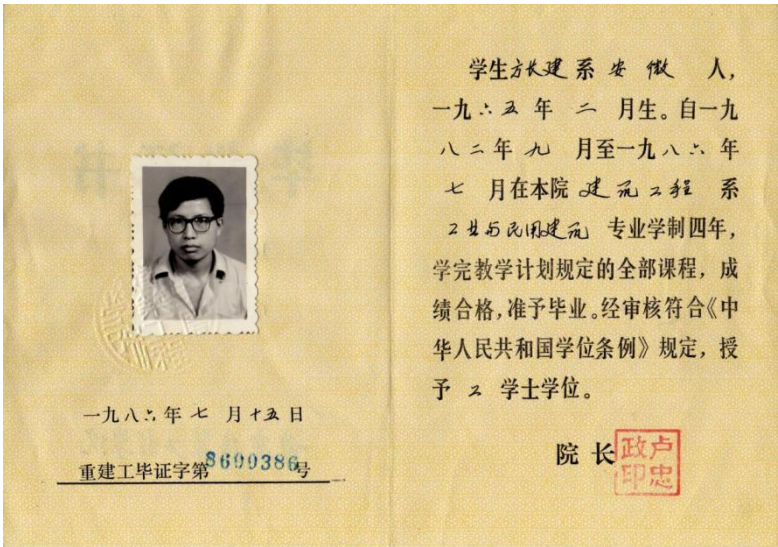 一九八六年七月十五日
重建工毕证字第8600386号
学生方长建系安徽人，
一九六五年二月生。自一九
八二年九月至一九八六年
七月在本院建筑工程系
工业与民用建筑专业学制四年，
学完教学计划规定的全部课程，成
绩合格，准予毕业。经审核符合《中
华人民共和国学位条例》规定，授
予工学士学位。
院长
卢忠政印